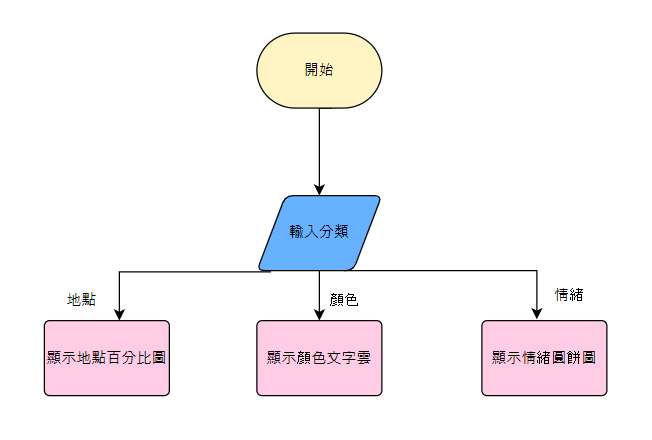 開始
輸入分類
地點
顏色
情緒
顯示地點百分比圖
顯示顏色文字雲
顯示情緒圓餅圖